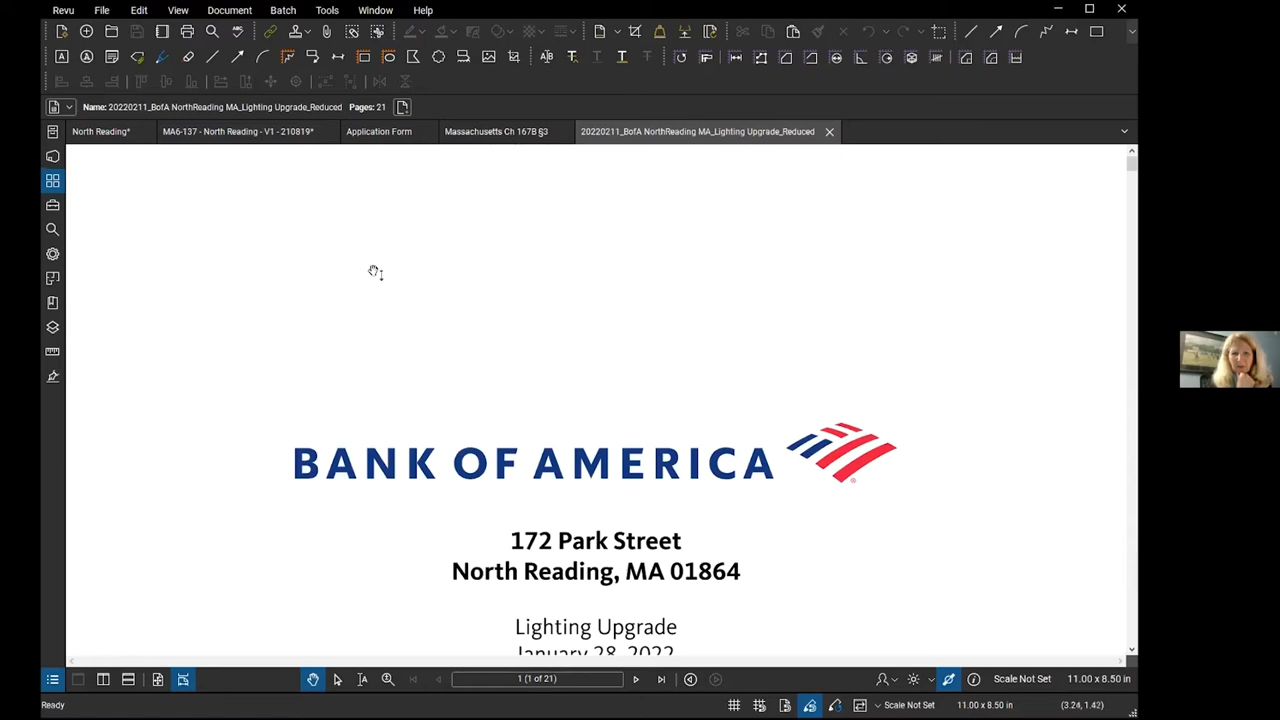 Revu File Edit View Document Batch Tools Window Help
Name: 20220211_BofA NorthReading MA_Lighting Upgrade_Reduced Pages: 21
North Reading* MA6-137 - North Reading - V1 - 210819* Application Form Massachusetts Ch 167B §3 20220211_BofA NorthReading MA_Lighting Upgrade_Reduced
BANK OF AMERICA
®
172 Park Street
North Reading, MA 01864
Lighting Upgrade
January 28, 2022
1 (1 of 21) Scale Not Set 11.00 x 8.50 in
Ready Scale Not Set 11.00 x 8.50 in (3.24, 1.42)